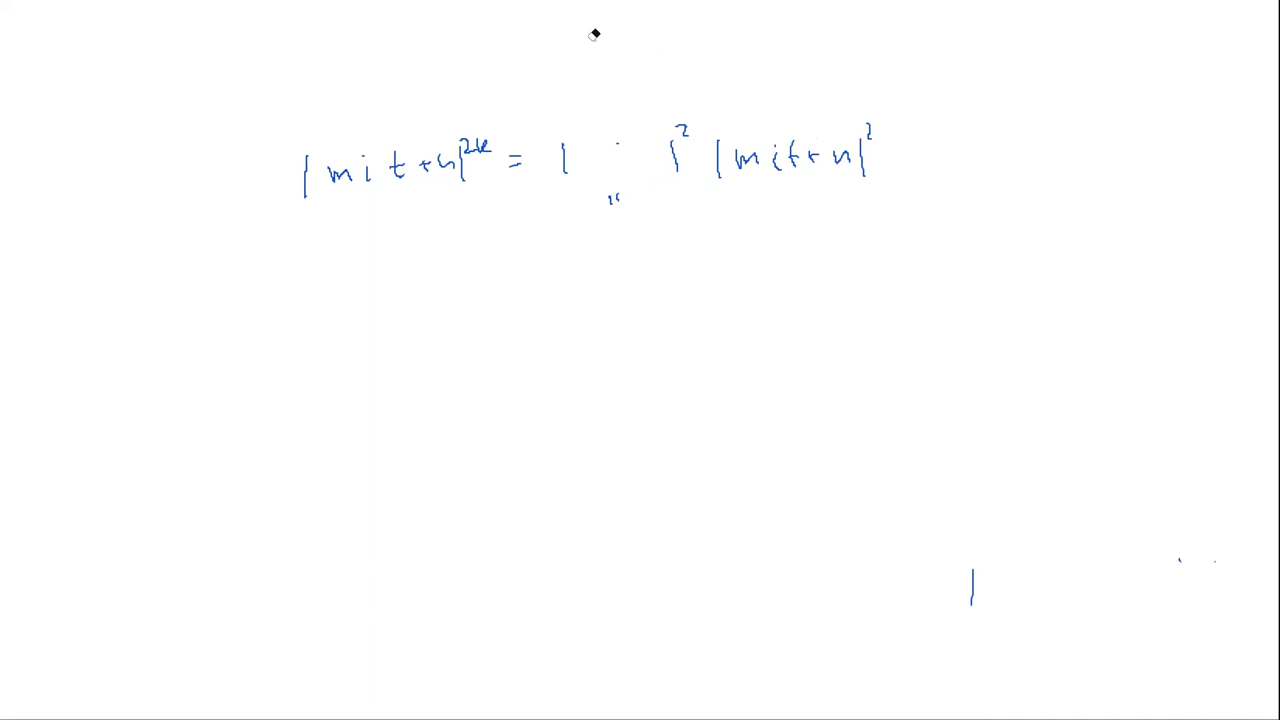 |mit+n|^{2k} = | |^2 |mit+n|^2
|